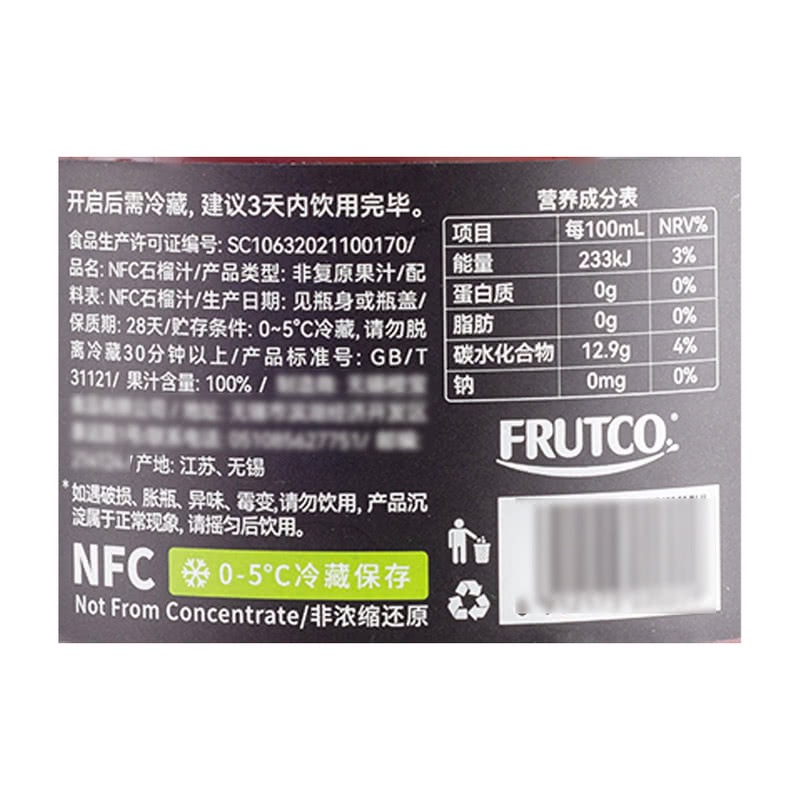 开启后需冷藏, 建议3天内饮用完毕。
食品生产许可证编号: SC10632021100170/
品名: NFC石榴汁/产品类型: 非复原果汁/配
料表: NFC石榴汁/生产日期: 见瓶身或瓶盖/
保质期: 28天/贮存条件: 0~5°C冷藏,请勿脱
离冷藏30分钟以上/产品标准号: GB/T
31121/ 果汁含量: 100% /
/产地: 江苏、无锡
*如遇破损、胀瓶、异味、霉变,请勿饮用, 产品沉
淀属于正常现象, 请摇匀后饮用。
NFC 0-5°C冷藏保存
Not From Concentrate/非浓缩还原
营养成分表
项目 每100mL NRV%
能量 233kJ 3%
蛋白质 0g 0%
脂肪 0g 0%
碳水化合物 12.9g 4%
钠 0mg 0%
FRUTCO